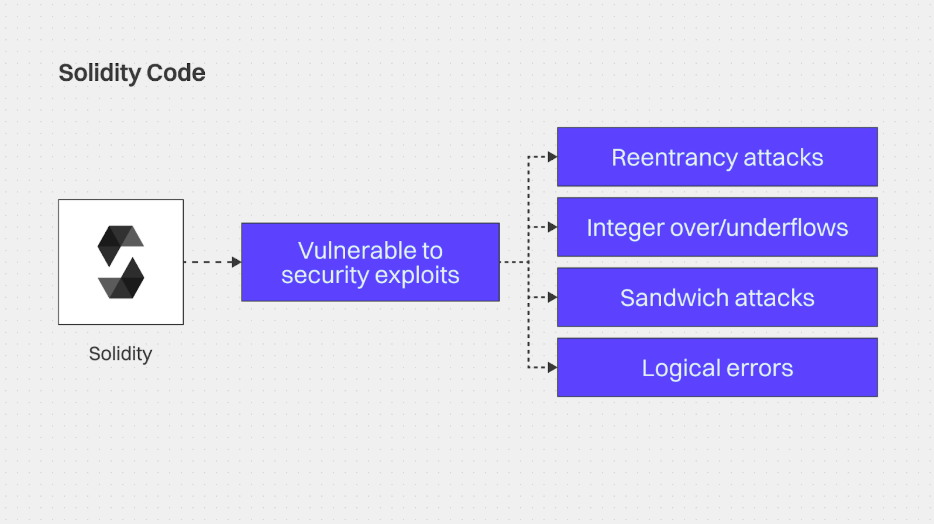 Solidity Code
Solidity
Vulnerable to
security exploits
Reentrancy attacks
Integer over/underflows
Sandwich attacks
Logical errors